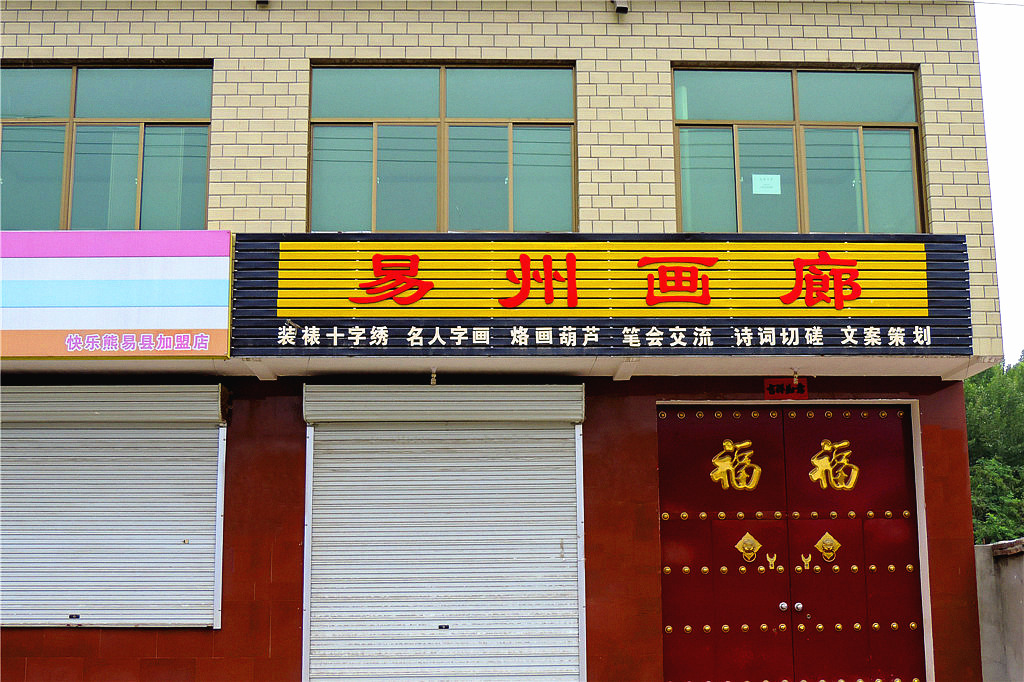 易州画廊
装裱十字绣 名人字画 烙画葫芦 笔会交流 诗词切磋 文案策划
快乐熊易县加盟店
福 福